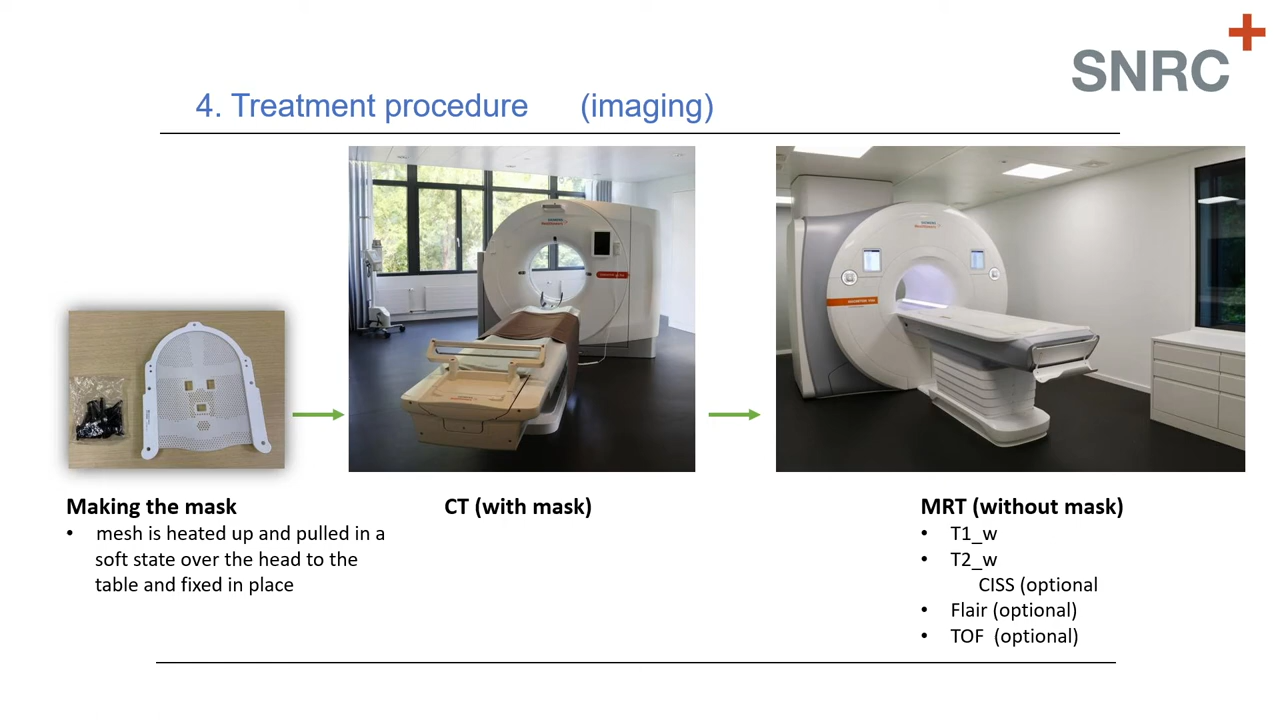 SNRC
4. Treatment procedure (imaging)
Making the mask
• mesh is heated up and pulled in a
soft state over the head to the
table and fixed in place
CT (with mask)
MRT (without mask)
• T1_w
• T2_w
CISS (optional
• Flair (optional)
• TOF (optional)